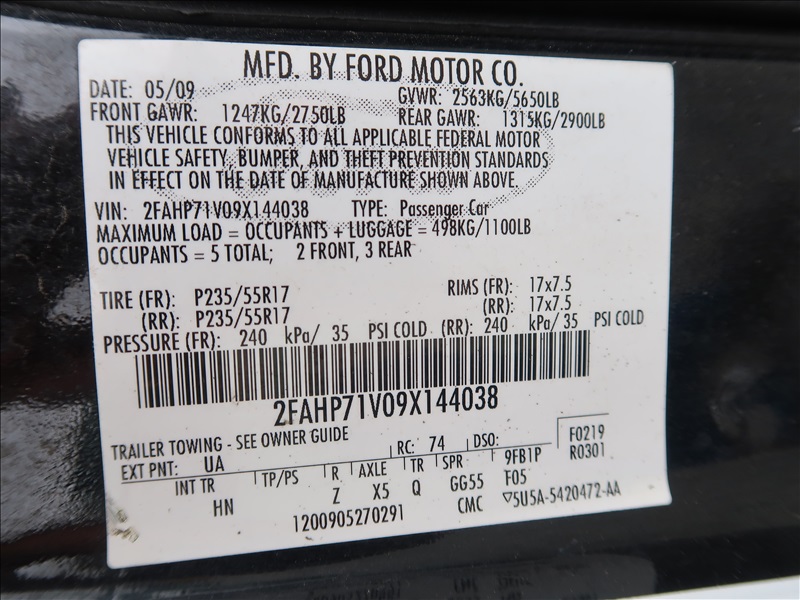 MFD. BY FORD MOTOR CO.
DATE: 05/09 GVWR: 2563KG/5650LB
FRONT GAWR: 1247KG/2750LB REAR GAWR: 1315KG/2900LB
THIS VEHICLE CONFORMS TO ALL APPLICABLE FEDERAL MOTOR
VEHICLE SAFETY, BUMPER, AND THEFT PREVENTION STANDARDS
IN EFFECT ON THE DATE OF MANUFACTURE SHOWN ABOVE.
VIN: 2FAHP71V09X144038 TYPE: Passenger Car
MAXIMUM LOAD = OCCUPANTS + LUGGAGE = 498KG/1100LB
OCCUPANTS = 5 TOTAL; 2 FRONT, 3 REAR
TIRE (FR): P235/55R17 RIMS (FR): 17x7.5
(RR): P235/55R17 (RR): 17x7.5
PRESSURE (FR): 240 kPa/ 35 PSI COLD (RR): 240 kPa/ 35 PSI COLD
2FAHP71V09X144038
TRAILER TOWING - SEE OWNER GUIDE
EXT PNT: UA RC: 74 DSO: F0219
INT TR TP/PS R AXLE TR SPR 9FB1P R0301
HN Z X5 Q GG55 F05
1200905270291 CMC ▽5U5A-5420472-AA